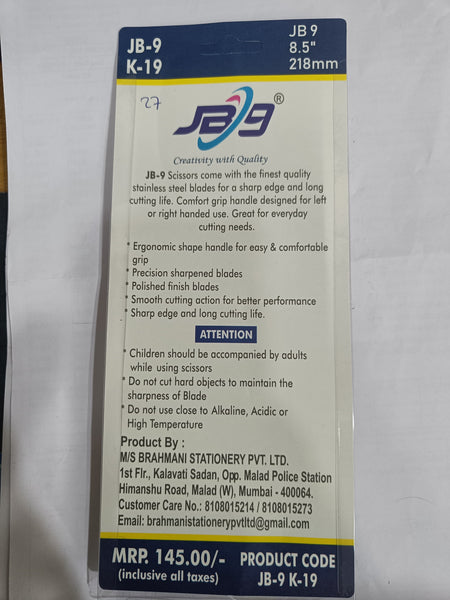 JB-9
K-19
JB 9
8.5"
218mm
27
JB9®
Creativity with Quality
JB-9 Scissors come with the finest quality
stainless steel blades for a sharp edge and long
cutting life. Comfort grip handle designed for left
or right handed use. Great for everyday
cutting needs.
* Ergonomic shape handle for easy & comfortable
grip
* Precision sharpened blades
* Polished finish blades
* Smooth cutting action for better performance
* Sharp edge and long cutting life.
ATTENTION
* Children should be accompanied by adults
while using scissors
* Do not cut hard objects to maintain the
sharpness of Blade
* Do not use close to Alkaline, Acidic or
High Temperature
Product By :
M/S BRAHMANI STATIONERY PVT. LTD.
1st Flr., Kalavati Sadan, Opp. Malad Police Station
Himanshu Road, Malad (W), Mumbai - 400064.
Customer Care No.: 8108015214 / 8108015273
Email: brahmanistationerypvtltd@gmail.com
MRP. 145.00/-
(inclusive all taxes)
PRODUCT CODE
JB-9 K-19